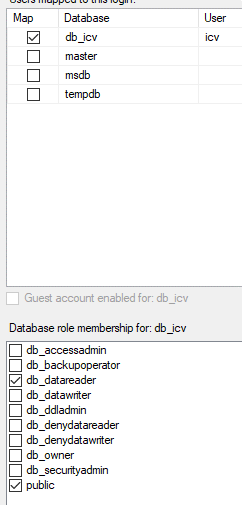 Users mapped to this login:
Map Database User
db_icv icv
master
msdb
tempdb
Guest account enabled for: db_icv
Database role membership for: db_icv
db_accessadmin
db_backupoperator
db_datareader
db_datawriter
db_ddladmin
db_denydatareader
db_denydatawriter
db_owner
db_securityadmin
public